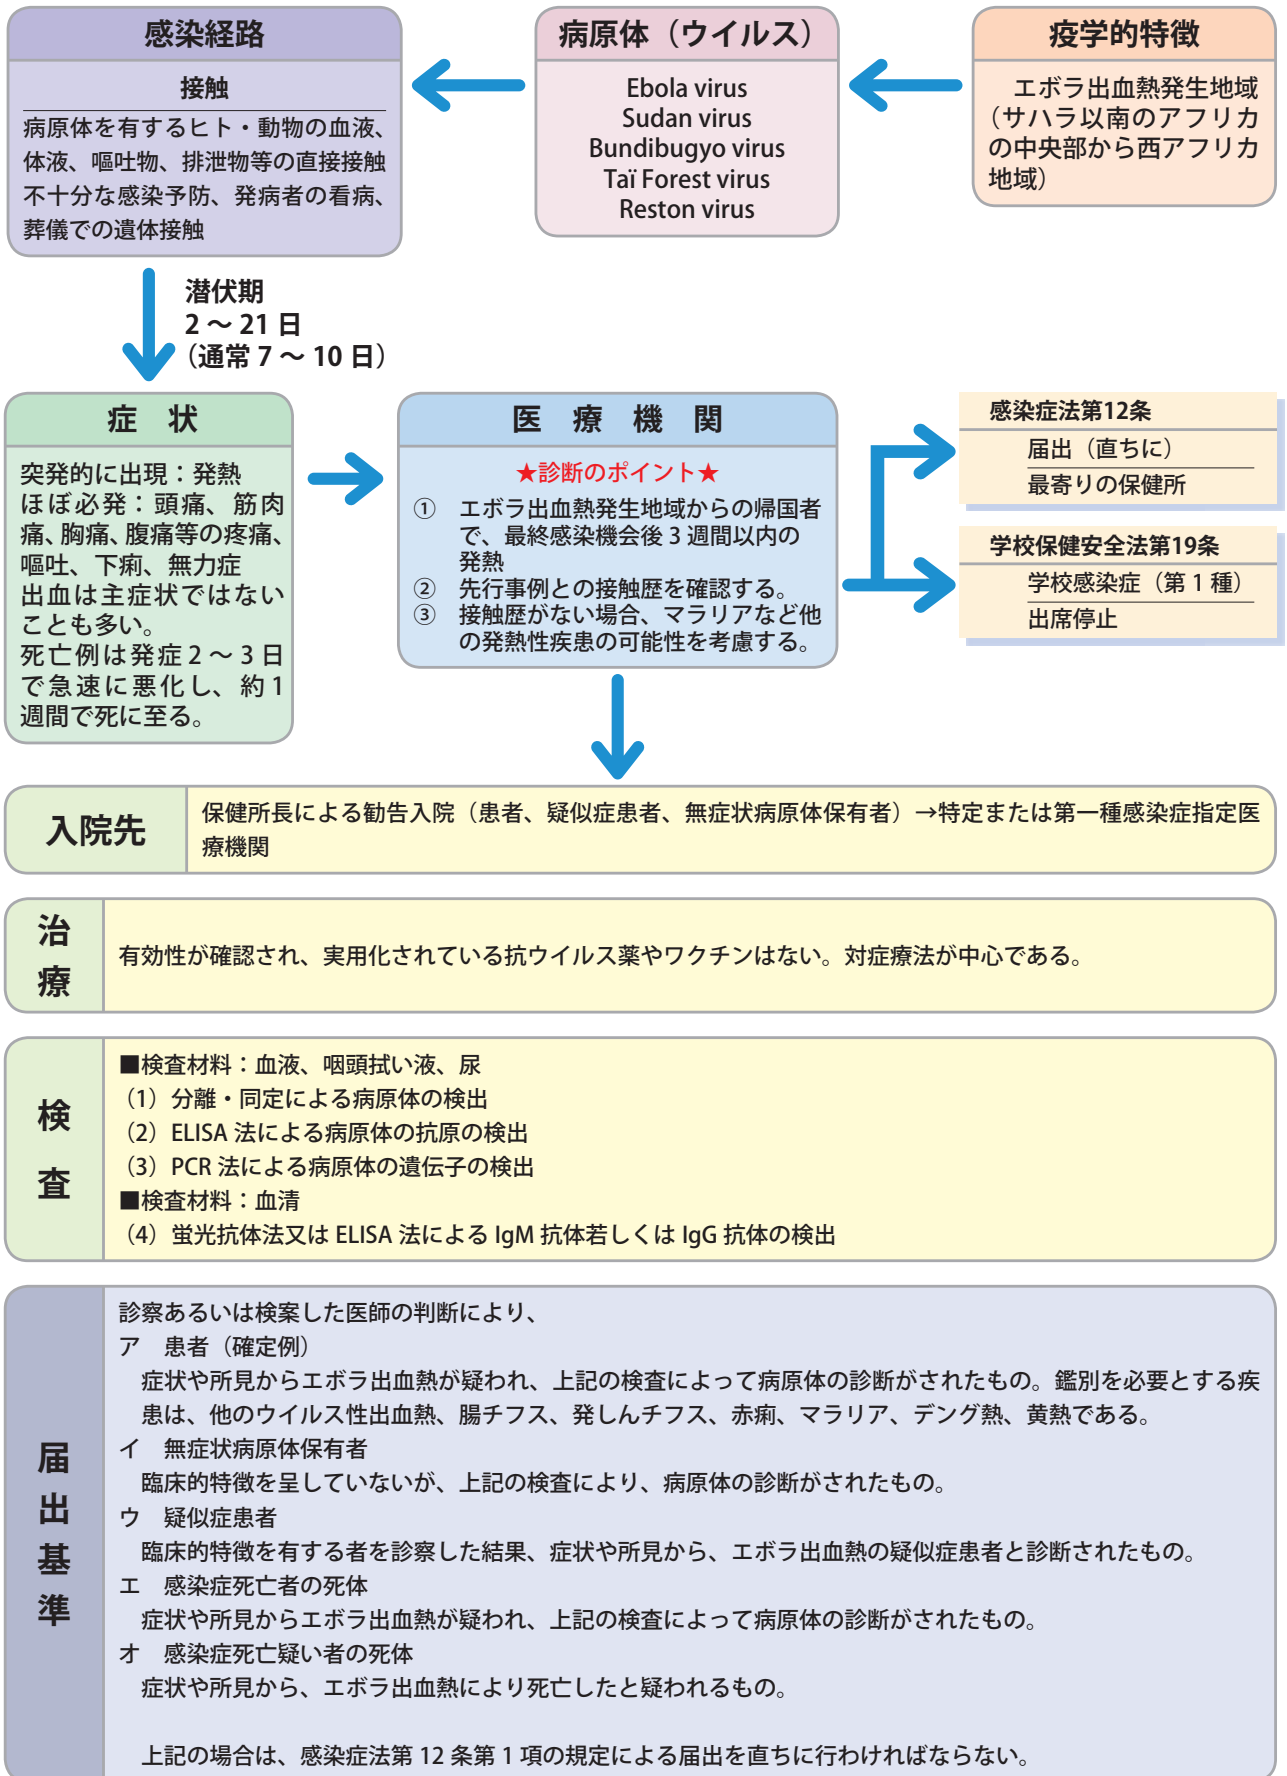 感染経路
接触
病原体を有するヒト・動物の血液、
体液、嘔吐物、排泄物等の直接接触
不十分な感染予防、発病者の看病、
葬儀での遺体接触
病原体（ウイルス）
Ebola virus
Sudan virus
Bundibugyo virus
Taï Forest virus
Reston virus
疫学的特徴
エボラ出血熱発生地域
（サハラ以南のアフリカ
の中央部から西アフリカ
地域）
潜伏期
2 ～ 21 日
（通常 7 ～ 10 日）
症　状
突発的に出現：発熱
ほぼ必発：頭痛、筋肉
痛、胸痛、腹痛等の疼痛、
嘔吐、下痢、無力症
出血は主症状ではない
ことも多い。
死亡例は発症 2 ～ 3 日
で急速に悪化し、約 1
週間で死に至る。
医　療　機　関
★診断のポイント★
①　エボラ出血熱発生地域からの帰国者
で、最終感染機会後 3 週間以内の
発熱
②　先行事例との接触歴を確認する。
③　接触歴がない場合、マラリアなど他
の発熱性疾患の可能性を考慮する。
感染症法第12条
届出（直ちに）
最寄りの保健所
学校保健安全法第19条
学校感染症（第 1 種）
出席停止
入院先
保健所長による勧告入院（患者、疑似症患者、無症状病原体保有者）→特定または第一種感染症指定医
療機関
治療
有効性が確認され、実用化されている抗ウイルス薬やワクチンはない。対症療法が中心である。
検査
■検査材料：血液、咽頭拭い液、尿
（1）分離・同定による病原体の検出
（2）ELISA 法による病原体の抗原の検出
（3）PCR 法による病原体の遺伝子の検出
■検査材料：血清
（4）蛍光抗体法又は ELISA 法による IgM 抗体若しくは IgG 抗体の検出
届出基準
診察あるいは検案した医師の判断により、
ア　患者（確定例）
症状や所見からエボラ出血熱が疑われ、上記の検査によって病原体の診断がされたもの。鑑別を必要とする疾
患は、他のウイルス性出血熱、腸チフス、発しんチフス、赤痢、マラリア、デング熱、黄熱である。
イ　無症状病原体保有者
臨床的特徴を呈していないが、上記の検査により、病原体の診断がされたもの。
ウ　疑似症患者
臨床的特徴を有する者を診察した結果、症状や所見から、エボラ出血熱の疑似症患者と診断されたもの。
エ　感染症死亡者の死体
症状や所見からエボラ出血熱が疑われ、上記の検査によって病原体の診断がされたもの。
オ　感染症死亡疑い者の死体
症状や所見から、エボラ出血熱により死亡したと疑われるもの。
上記の場合は、感染症法第 12 条第 1 項の規定による届出を直ちに行わければならない。